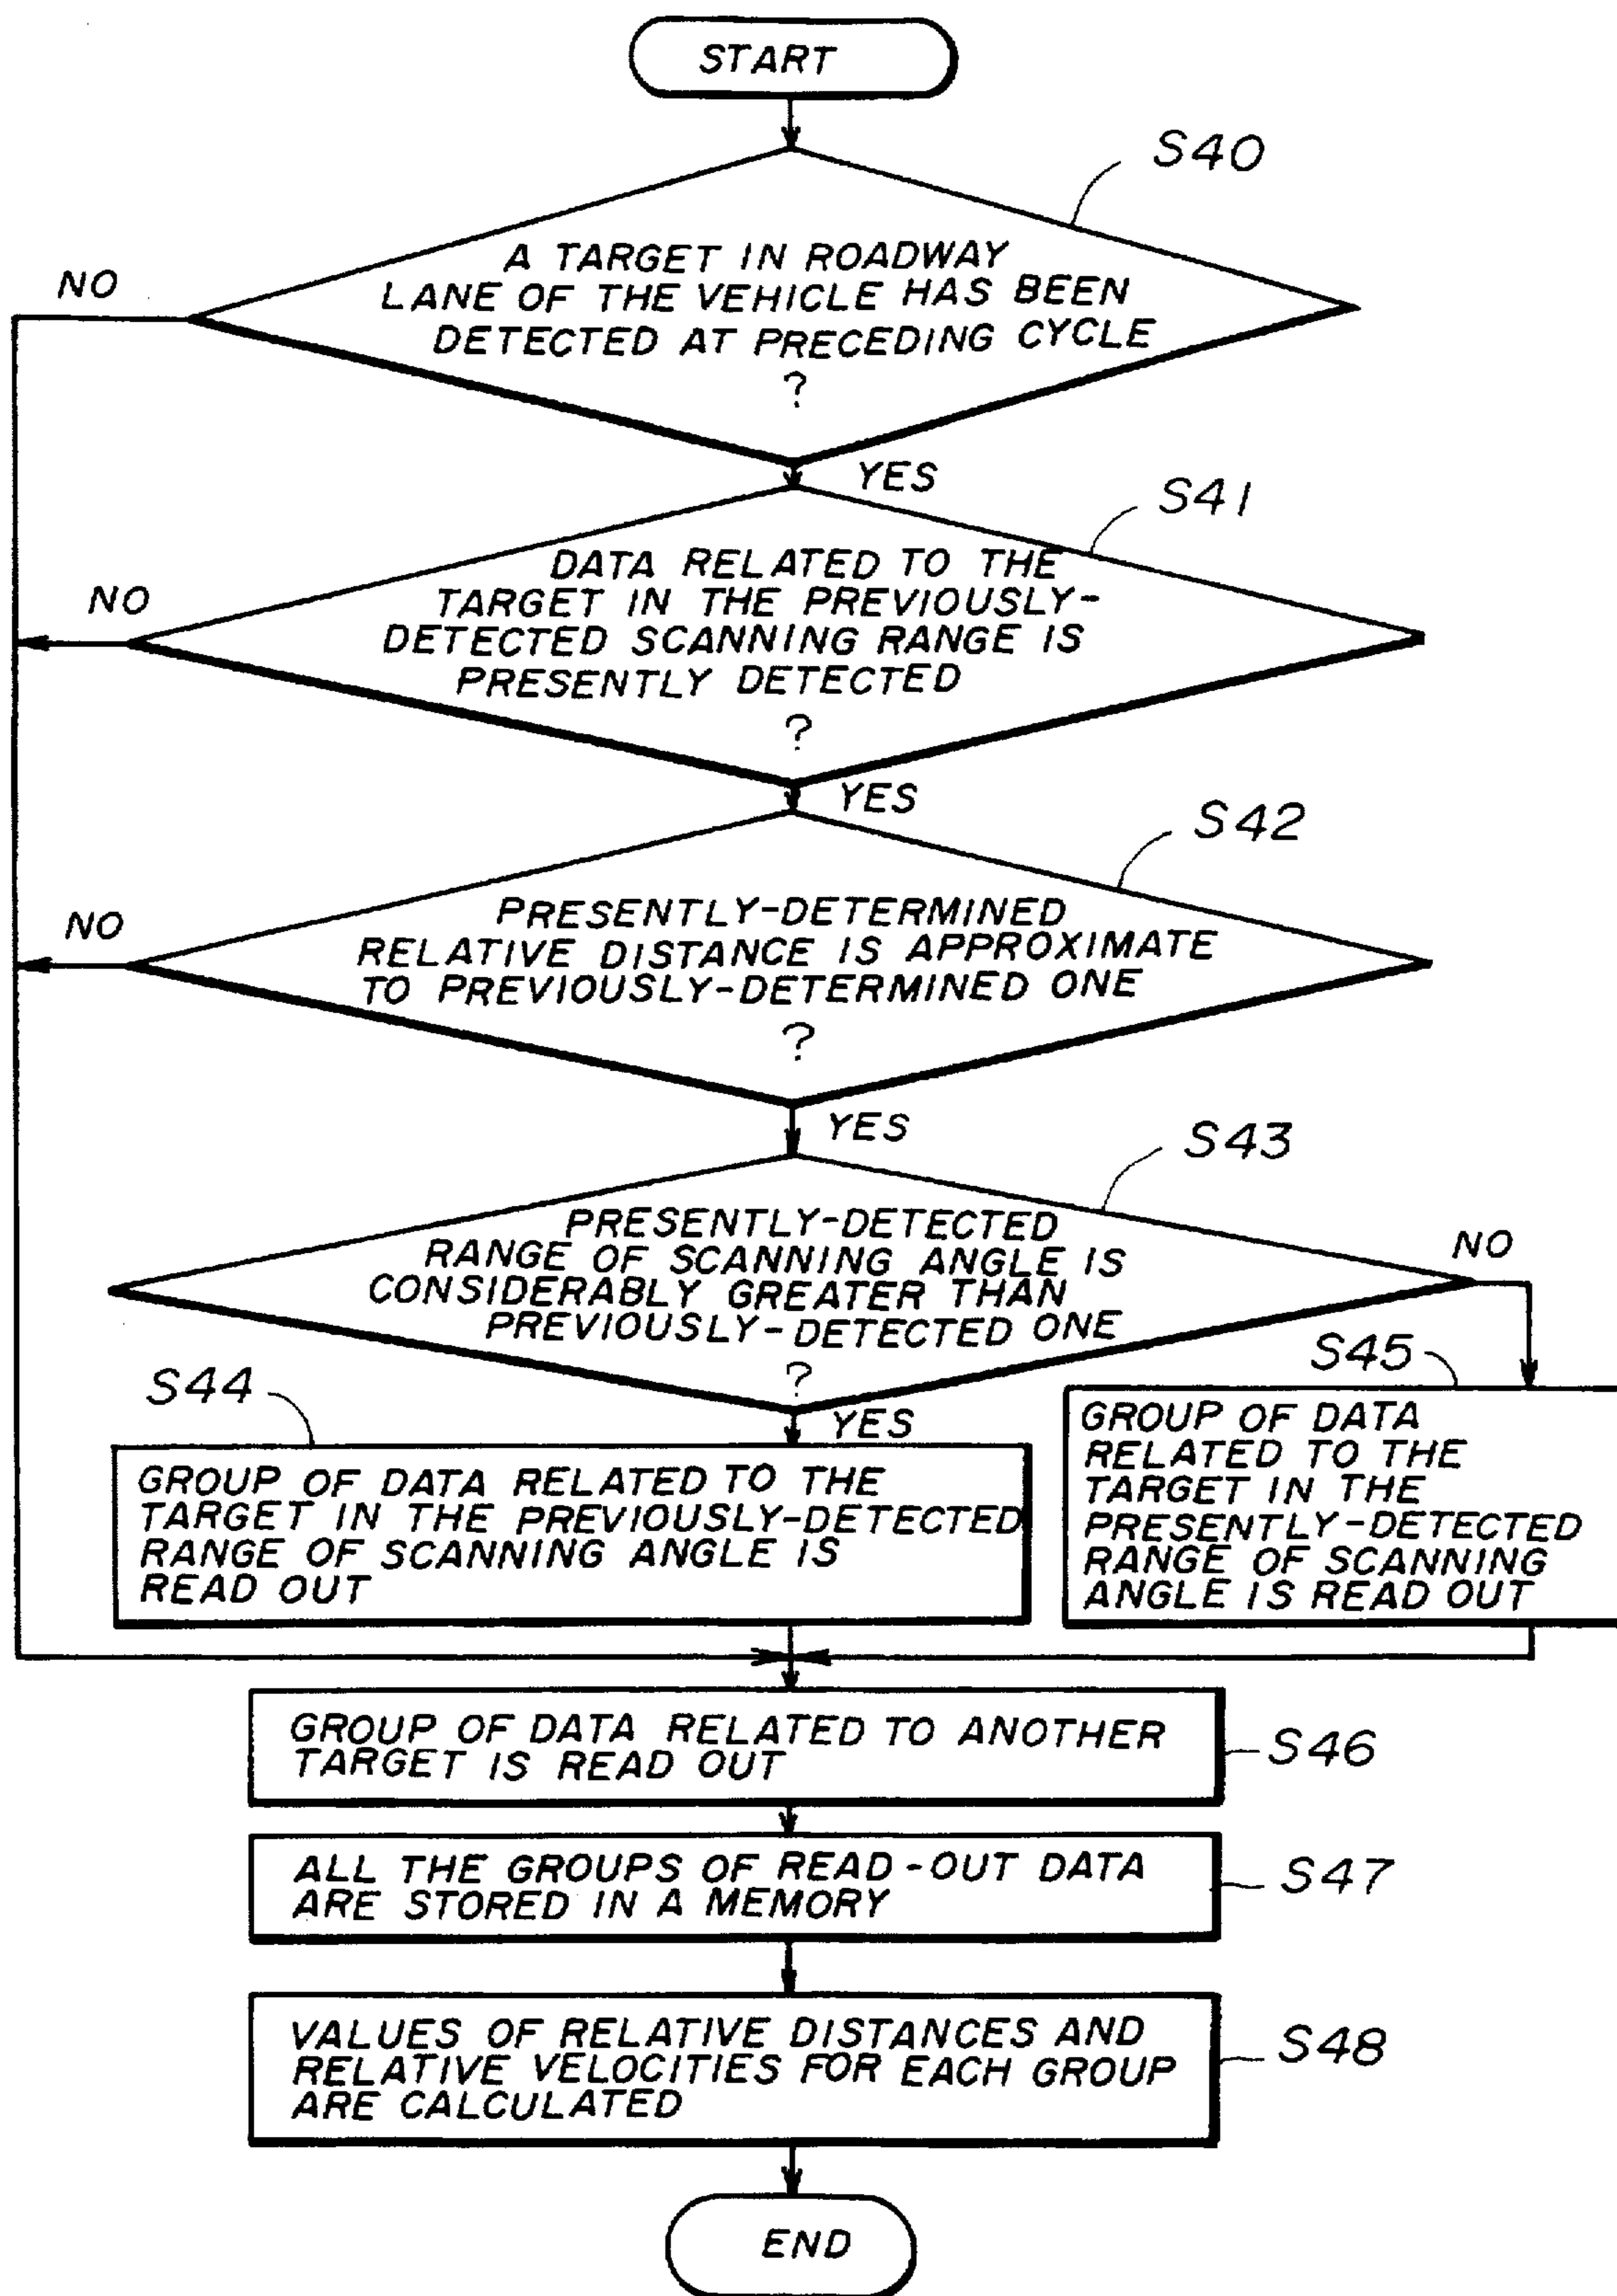 START
S40
A TARGET IN ROADWAY
LANE OF THE VEHICLE HAS BEEN
DETECTED AT PRECEDING CYCLE
?
NO
YES
S41
DATA RELATED TO THE
TARGET IN THE PREVIOUSLY-
DETECTED SCANNING RANGE IS
PRESENTLY DETECTED
?
NO
YES
S42
PRESENTLY-DETERMINED
RELATIVE DISTANCE IS APPROXIMATE
TO PREVIOUSLY-DETERMINED ONE
?
NO
YES
S43
PRESENTLY-DETECTED
RANGE OF SCANNING ANGLE IS
CONSIDERABLY GREATER THAN
PREVIOUSLY-DETECTED ONE
?
NO
YES
S44
GROUP OF DATA RELATED TO THE
TARGET IN THE PREVIOUSLY-DETECTED
RANGE OF SCANNING ANGLE IS
READ OUT
S45
GROUP OF DATA
RELATED TO THE
TARGET IN THE
PRESENTLY-DETECTED
RANGE OF SCANNING
ANGLE IS READ OUT
GROUP OF DATA RELATED TO ANOTHER
TARGET IS READ OUT
S46
ALL THE GROUPS OF READ-OUT DATA
ARE STORED IN A MEMORY
S47
VALUES OF RELATIVE DISTANCES AND
RELATIVE VELOCITIES FOR EACH GROUP
ARE CALCULATED
S48
END